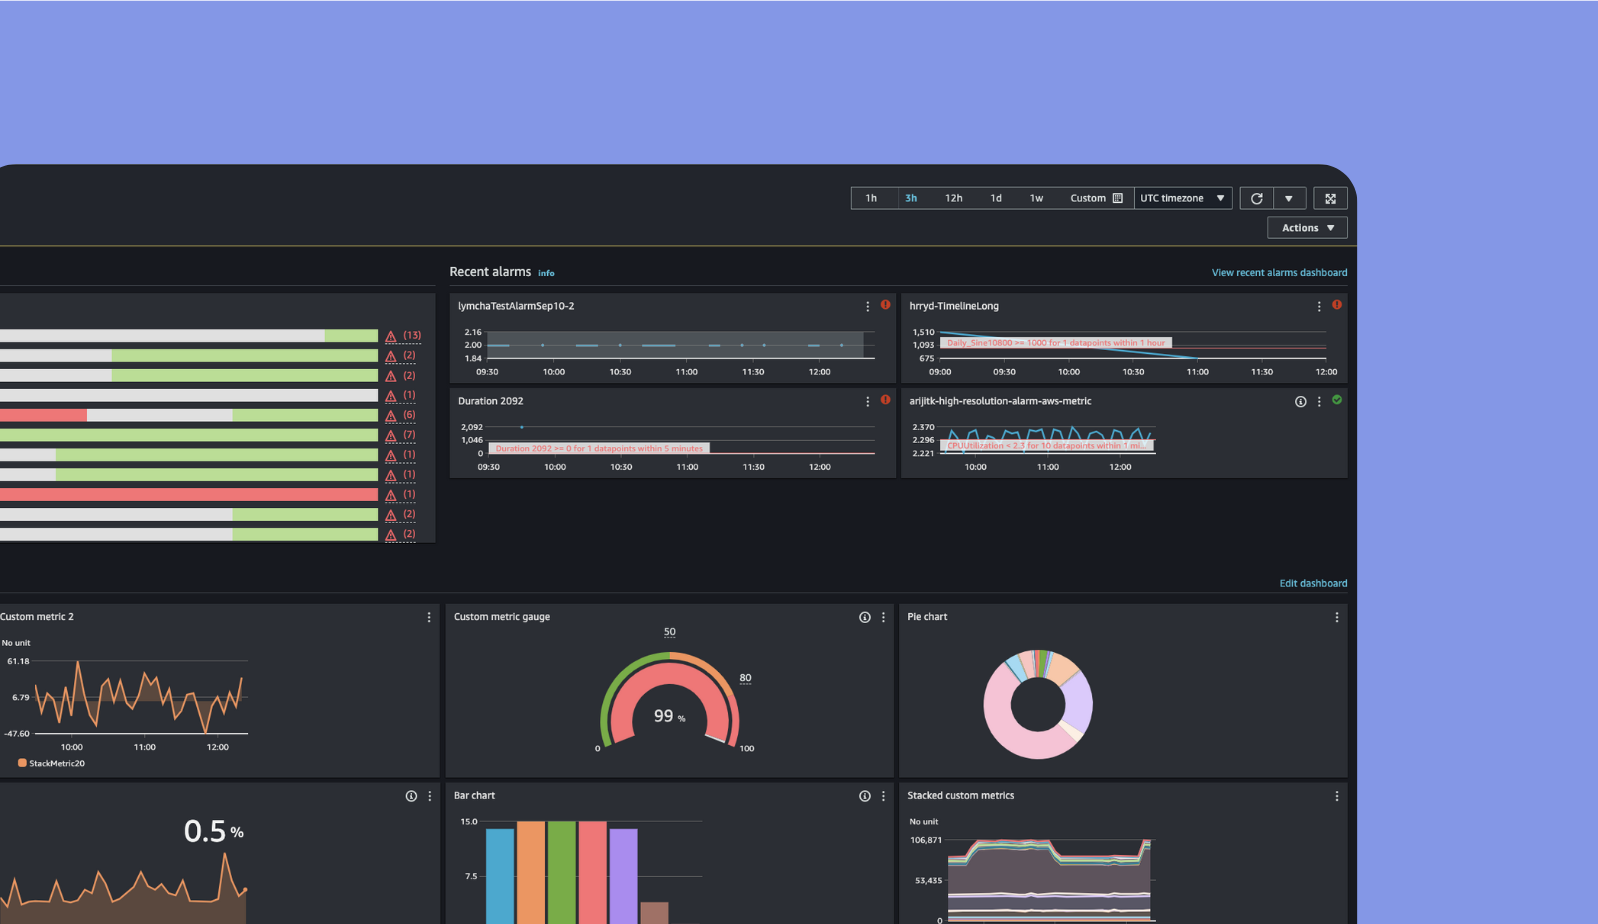 1h 3h 12h 1d 1w Custom UTC timezone
Actions
Recent alarms info View recent alarms dashboard
(13)
(2)
(2)
(1)
(6)
(7)
(1)
(1)
(1)
(2)
(2)
lymchaTestAlarmSep10-2
2.16
2.00
1.84
09:30 10:00 10:30 11:00 11:30 12:00
hrryd-TimelineLong
1,510
1,093
675
Daily_Sine10800 >= 1000 for 1 datapoints within 1 hour
09:00 09:30 10:00 10:30 11:00 11:30 12:00
Duration 2092
2,092
1,046
0
Duration 2092 >= 0 for 1 datapoints within 5 minutes
09:30 10:00 10:30 11:00 11:30 12:00
arijitk-high-resolution-alarm-aws-metric
2.370
2.296
2.221
CPUUtilization < 2.3 for 10 datapoints within 1 mi...
10:00 11:00 12:00
Edit dashboard
Custom metric 2
No unit
61.18
6.79
-47.60
10:00 11:00 12:00
StackMetric20
Custom metric gauge
50
80
99 %
0
100
Pie chart
0.5 %
Bar chart
15.0
7.5
Stacked custom metrics
No unit
106,871
53,435
0